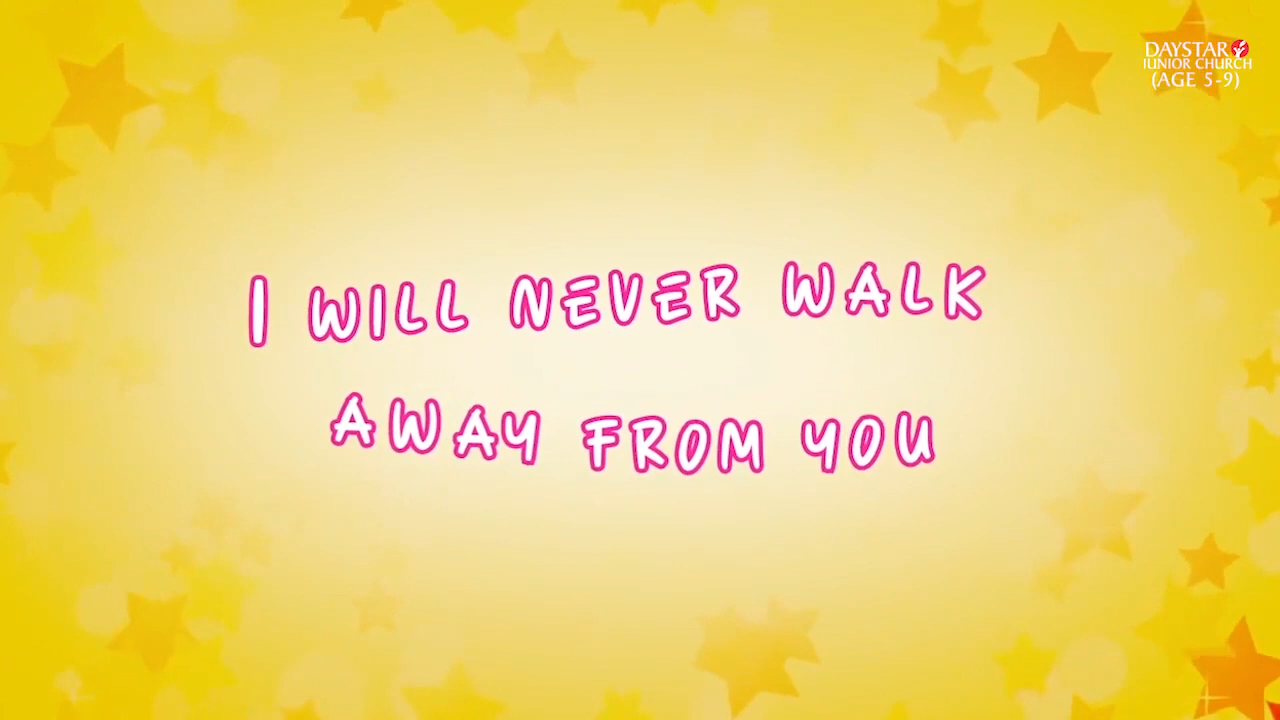 DAYSTAR
JUNIOR CHURCH
(AGE 5-9)
I WILL NEVER WALK
AWAY FROM YOU